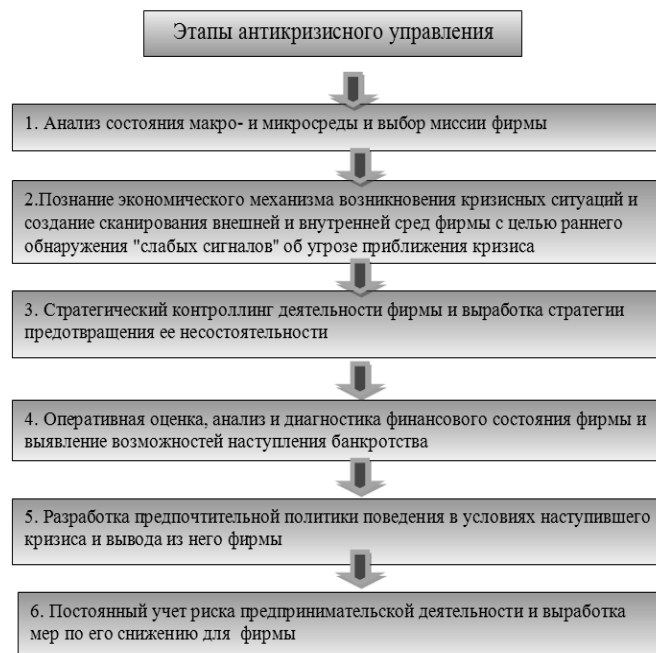 Этапы антикризисного управления
1. Анализ состояния макро- и микросреды и выбор миссии фирмы
2.Познание экономического механизма возникновения кризисных ситуаций и
создание сканирования внешней и внутренней сред фирмы с целью раннего
обнаружения "слабых сигналов" об угрозе приближения кризиса
3. Стратегический контроллинг деятельности фирмы и выработка стратегии
предотвращения ее несостоятельности
4. Оперативная оценка, анализ и диагностика финансового состояния фирмы и
выявление возможностей наступления банкротства
5. Разработка предпочтительной политики поведения в условиях наступившего
кризиса и вывода из него фирмы
6. Постоянный учет риска предпринимательской деятельности и выработка
мер по его снижению для фирмы